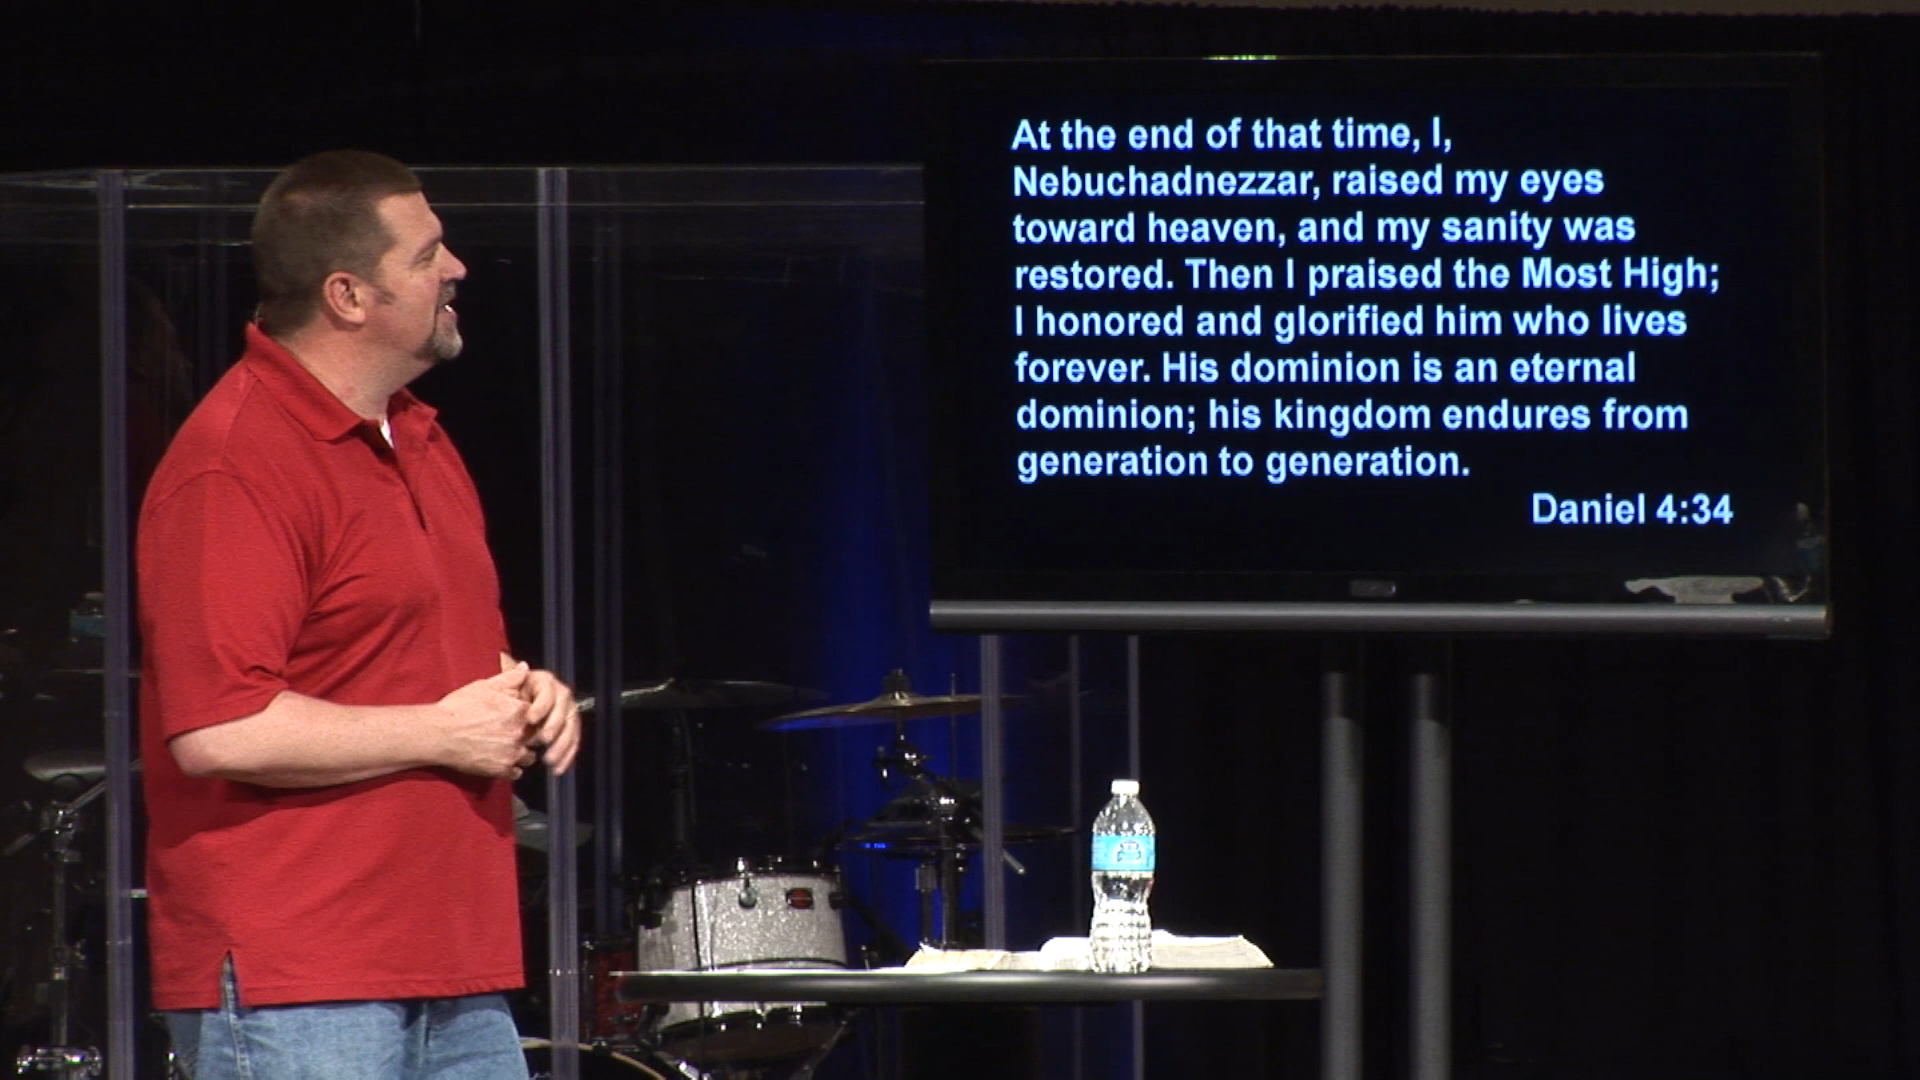 At the end of that time, I,
Nebuchadnezzar, raised my eyes
toward heaven, and my sanity was
restored. Then I praised the Most High;
I honored and glorified him who lives
forever. His dominion is an eternal
dominion; his kingdom endures from
generation to generation.
Daniel 4:34